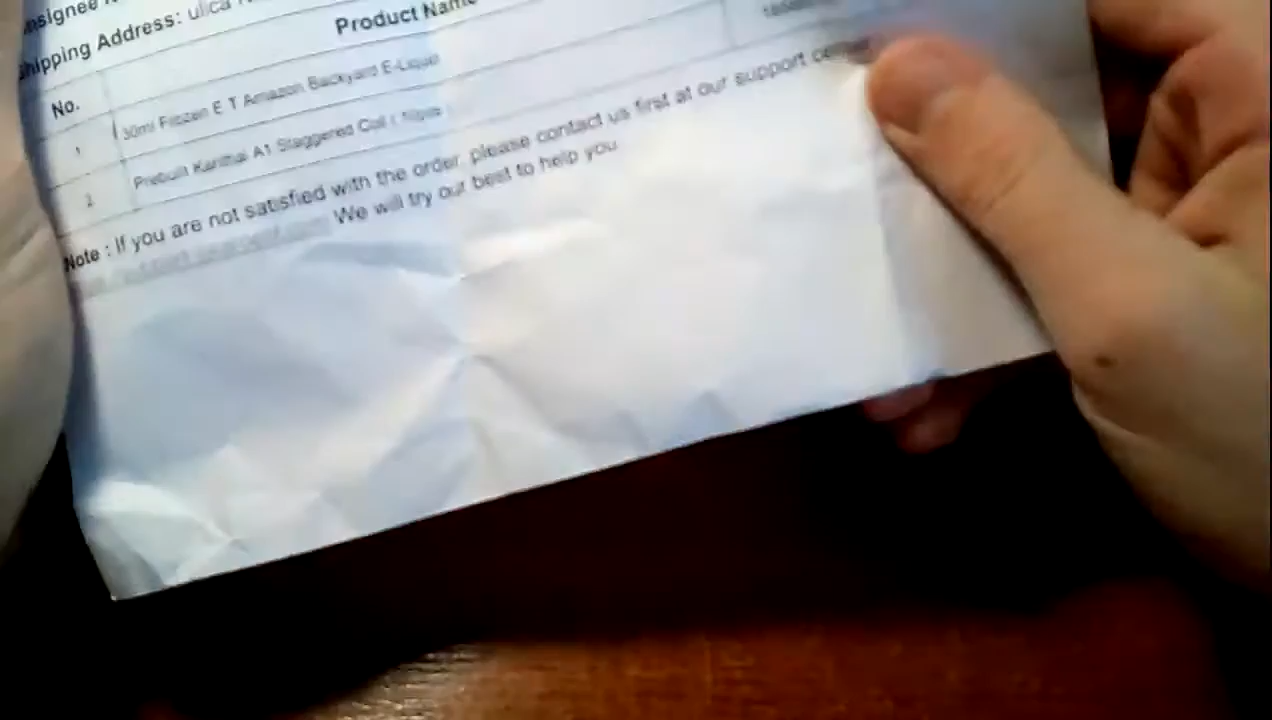 Shipping Address: ulica
No. Product Name
1 30ml Frozen E T Amazon Backyard E-Liquid
2 Prebuilt Kanthal A1 Staggered Coil ( 10pcs )
Note : If you are not satisfied with the order, please contact us first at our support center
We will try our best to help you